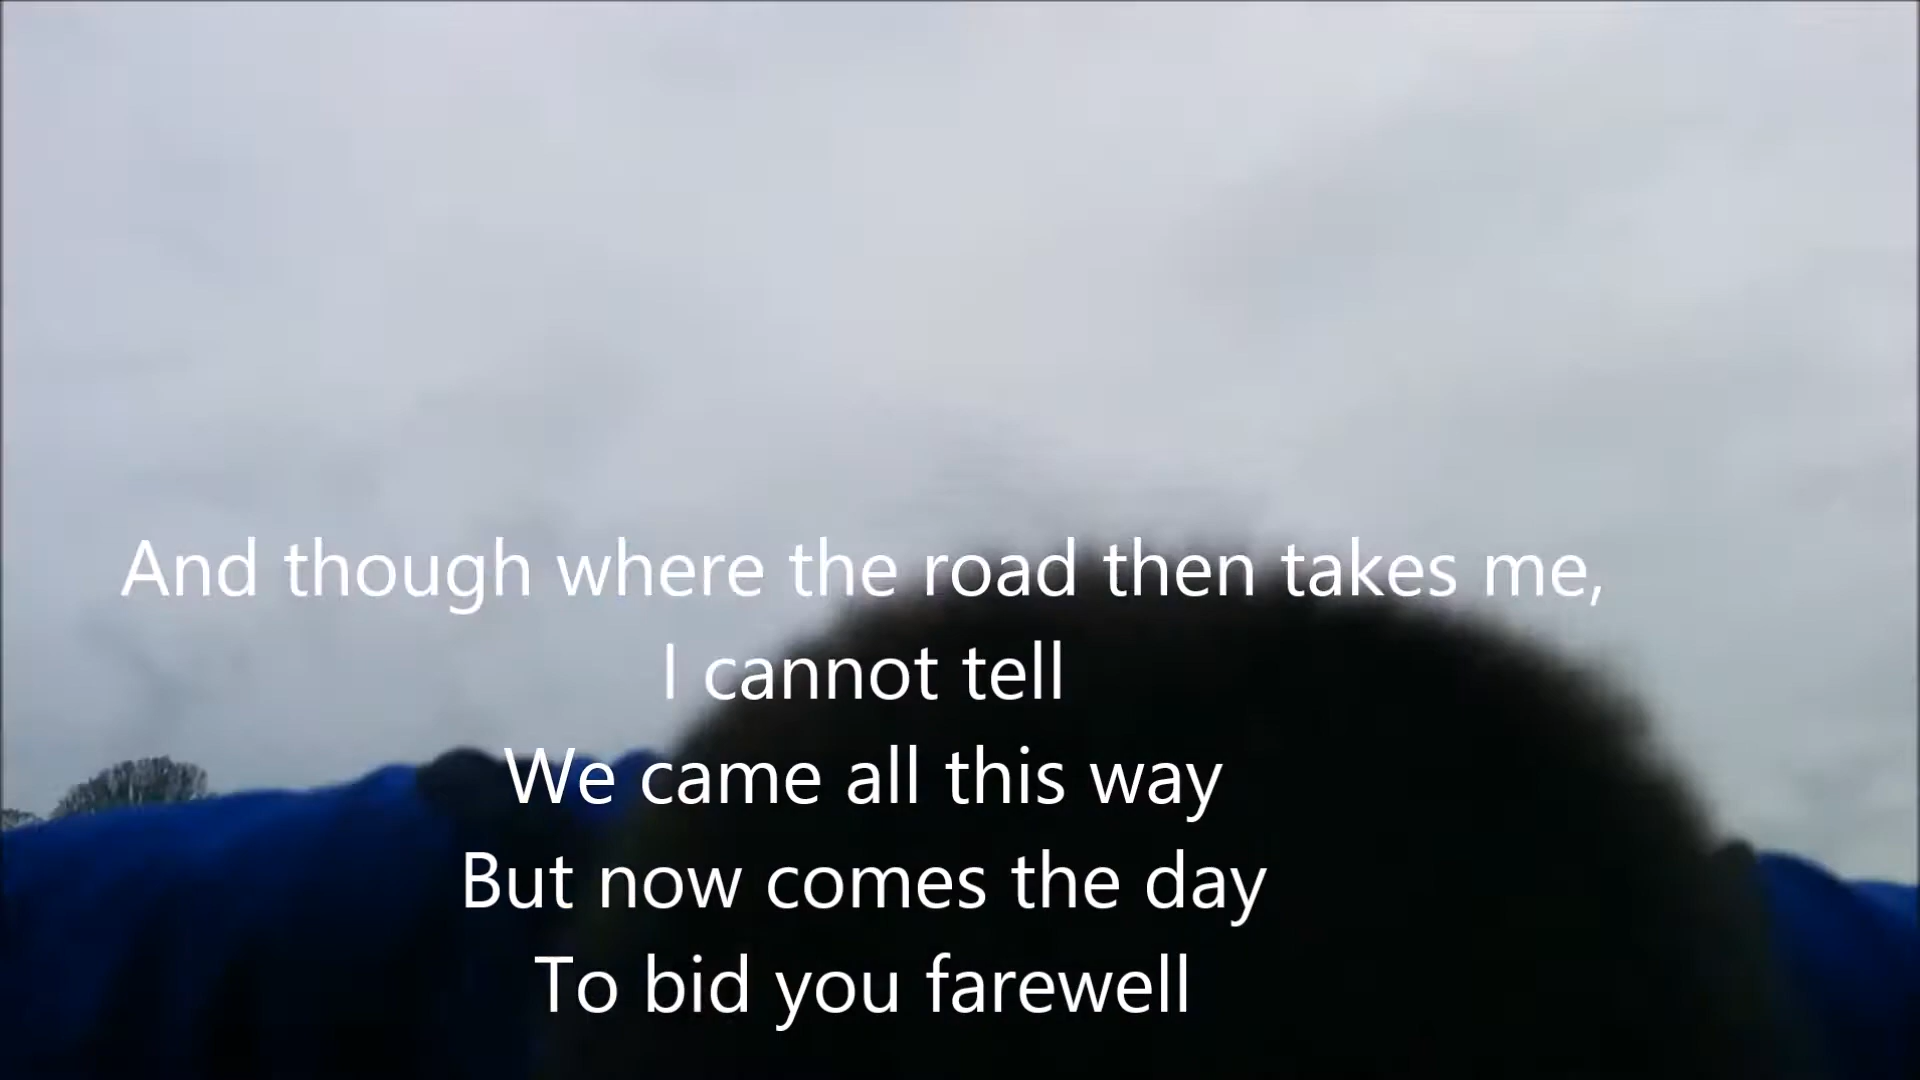 And though where the road then takes me,
I cannot tell
We came all this way
But now comes the day
To bid you farewell